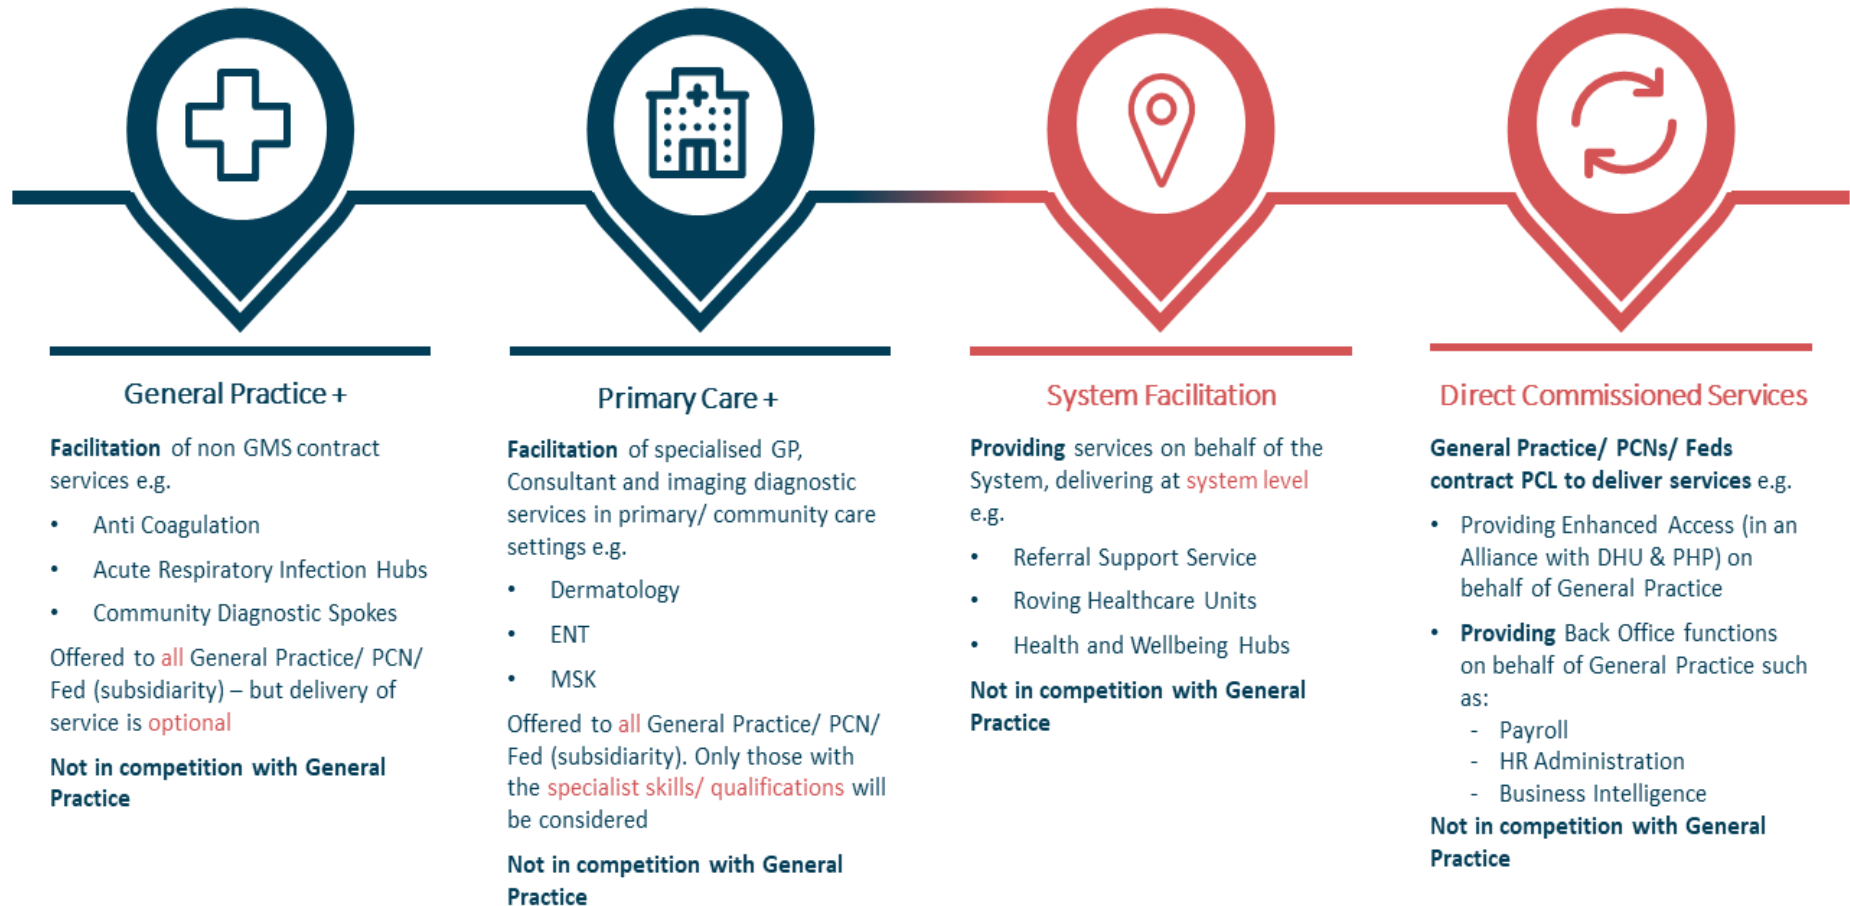 General Practice +
Facilitation of non GMS contract
services e.g.
• Anti Coagulation
• Acute Respiratory Infection Hubs
• Community Diagnostic Spokes
Offered to all General Practice/ PCN/
Fed (subsidiarity) – but delivery of
service is optional
Not in competition with General
Practice
Primary Care +
Facilitation of specialised GP,
Consultant and imaging diagnostic
services in primary/ community care
settings e.g.
• Dermatology
• ENT
• MSK
Offered to all General Practice/ PCN/
Fed (subsidiarity). Only those with
the specialist skills/ qualifications will
be considered
Not in competition with General
Practice
System Facilitation
Providing services on behalf of the
System, delivering at system level
e.g.
• Referral Support Service
• Roving Healthcare Units
• Health and Wellbeing Hubs
Not in competition with General
Practice
Direct Commissioned Services
General Practice/ PCNs/ Feds
contract PCL to deliver services e.g.
• Providing Enhanced Access (in an
Alliance with DHU & PHP) on
behalf of General Practice
• Providing Back Office functions
on behalf of General Practice such
as:
- Payroll
- HR Administration
- Business Intelligence
Not in competition with General
Practice